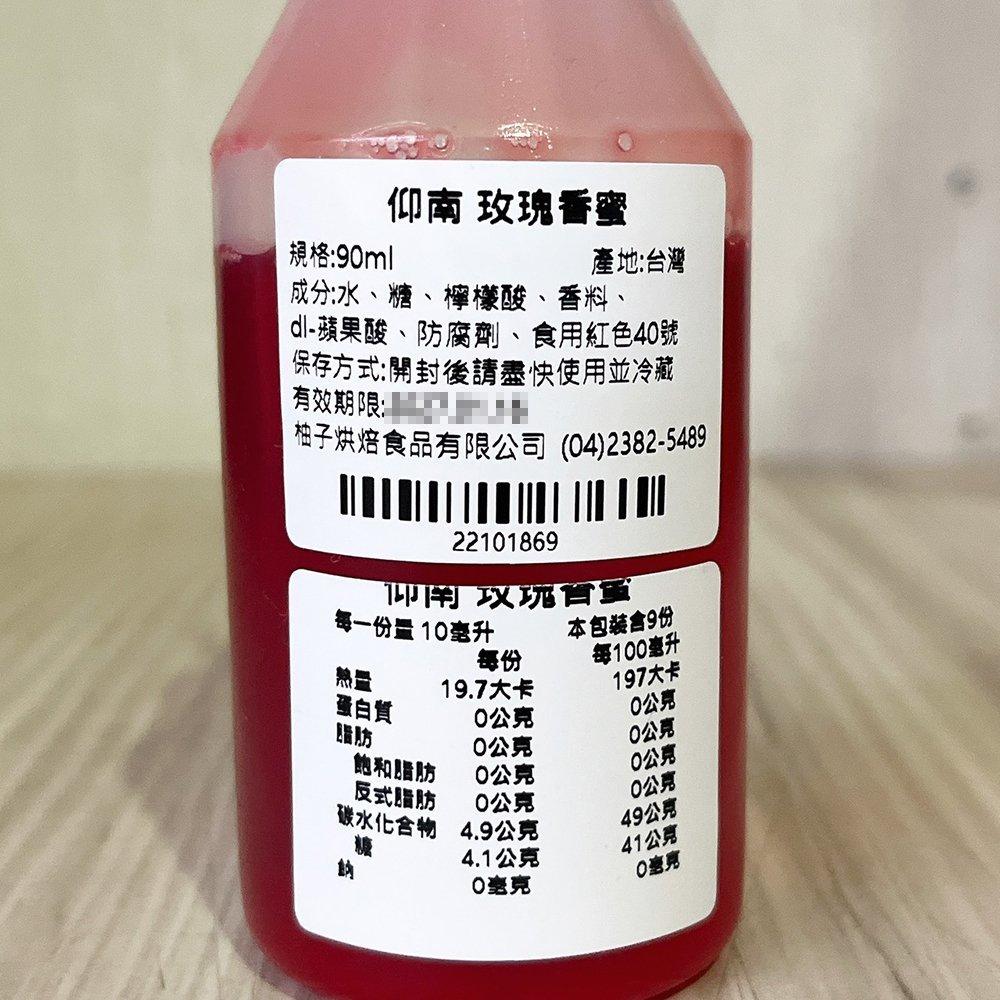 仰南 玫瑰香蜜
規格:90ml 產地:台灣
成分:水、糖、檸檬酸、香料、
dl-蘋果酸、防腐劑、食用紅色40號
保存方式:開封後請盡快使用並冷藏
有效期限:
柚子烘焙食品有限公司 (04)2382-5489
22101869
仰南 玫瑰香蜜
每一份量 10毫升 本包裝含9份
每份 每100毫升
熱量 19.7大卡 197大卡
蛋白質 0公克 0公克
脂肪 0公克 0公克
飽和脂肪 0公克 0公克
反式脂肪 0公克 0公克
碳水化合物 4.9公克 49公克
糖 4.1公克 41公克
鈉 0毫克 0毫克